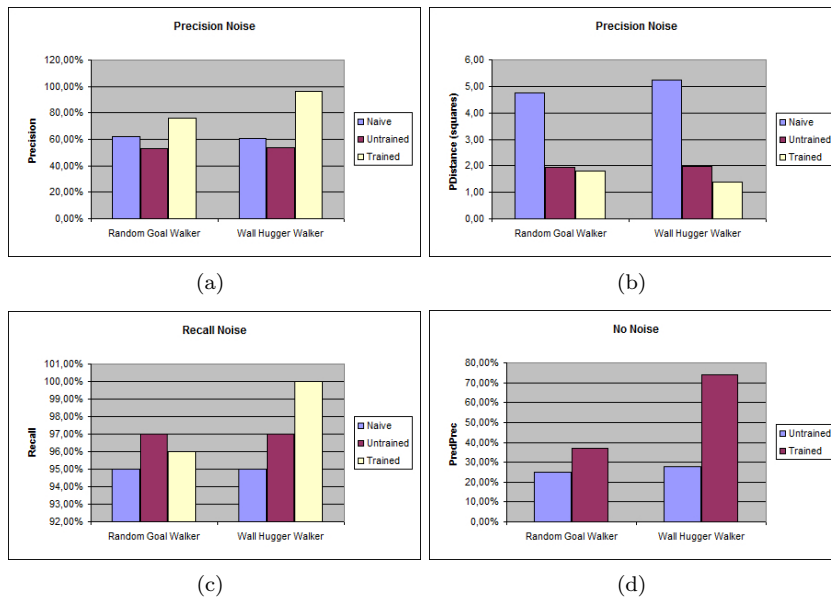 Precision Noise
120,00%
100,00%
80,00%
60,00%
40,00%
20,00%
0,00%
Precision
Random Goal Walker Wall Hugger Walker
Naive
Untrained
Trained
(a)
Precision Noise
6,00
5,00
4,00
3,00
2,00
1,00
0,00
PDistance (squares)
Random Goal Walker Wall Hugger Walker
Naive
Untrained
Trained
(b)
Recall Noise
101,00%
100,00%
99,00%
98,00%
97,00%
96,00%
95,00%
94,00%
93,00%
92,00%
Recall
Random Goal Walker Wall Hugger Walker
Naive
Untrained
Trained
(c)
No Noise
80,00%
70,00%
60,00%
50,00%
40,00%
30,00%
20,00%
10,00%
0,00%
PredPrec
Random Goal Walker Wall Hugger Walker
Untrained
Trained
(d)